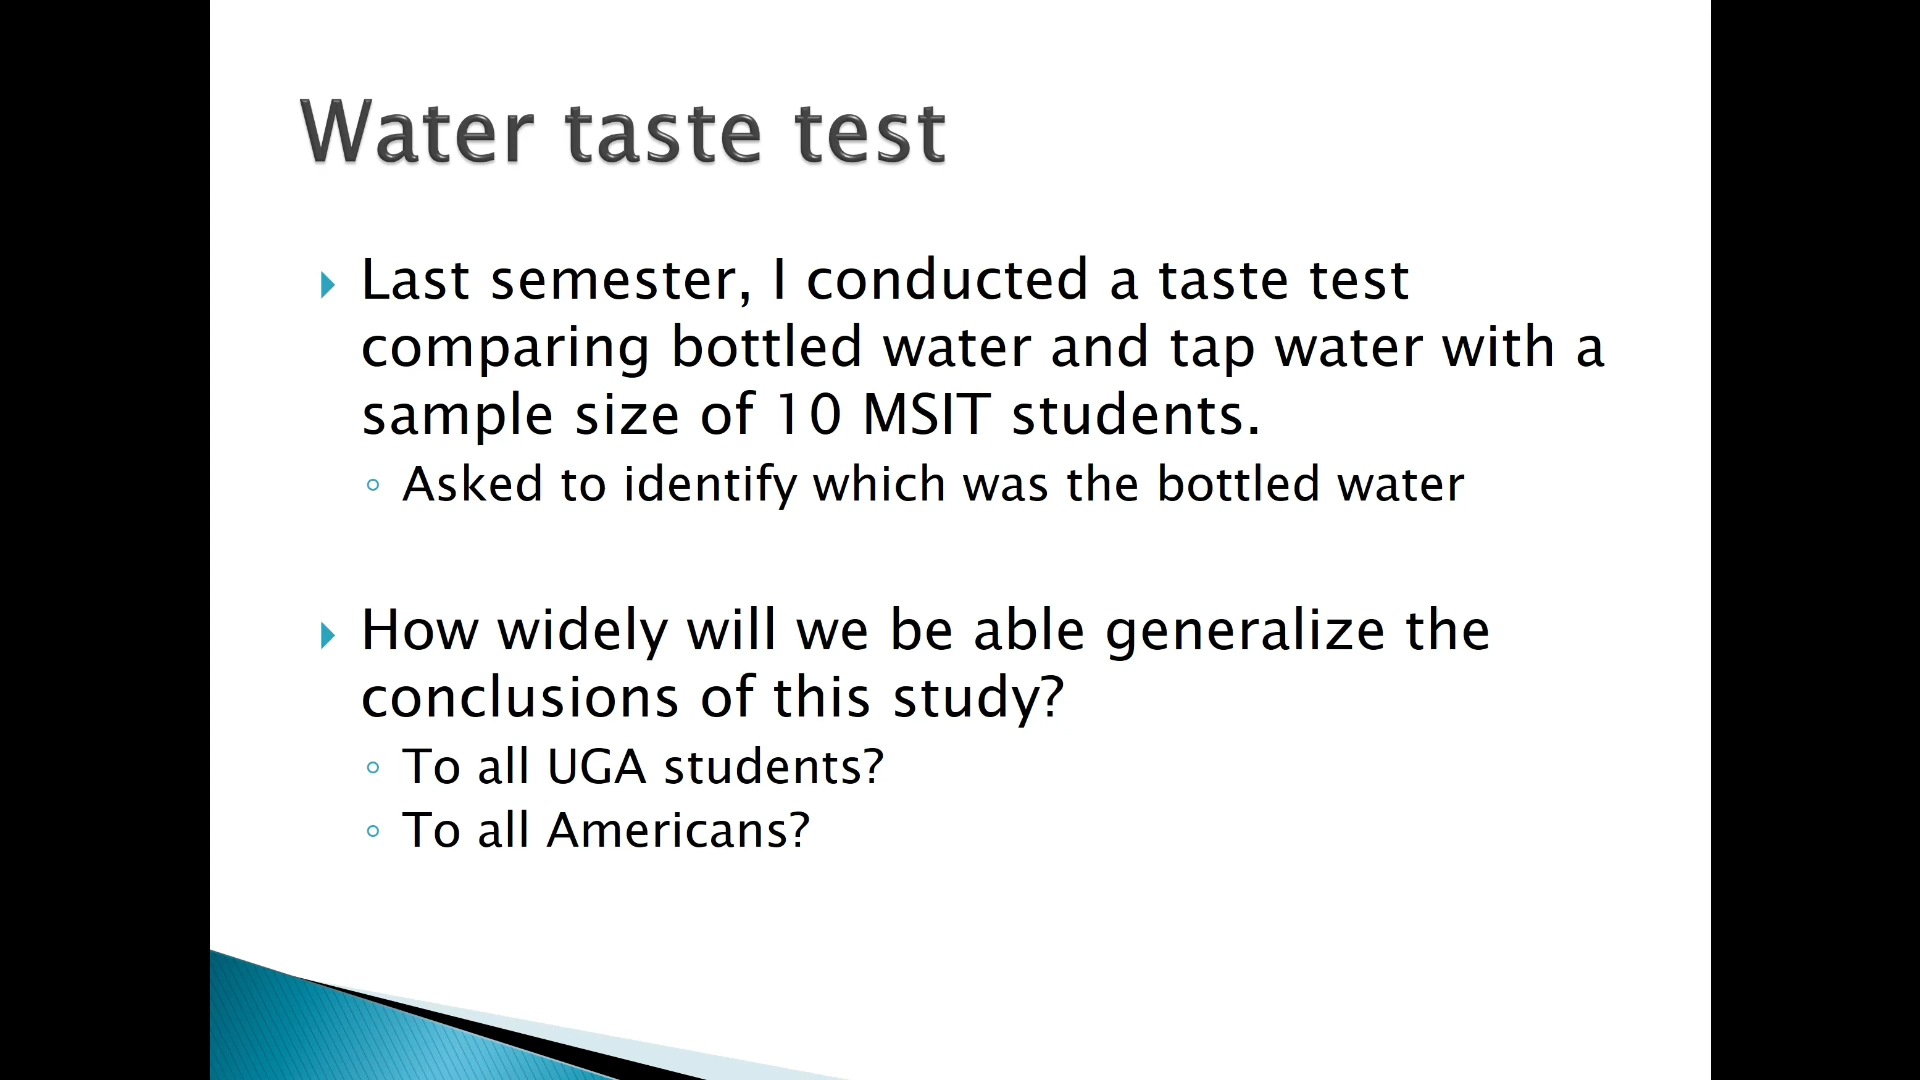 Water taste test
Last semester, I conducted a taste test
comparing bottled water and tap water with a
sample size of 10 MSIT students.
Asked to identify which was the bottled water
How widely will we be able generalize the
conclusions of this study?
To all UGA students?
To all Americans?